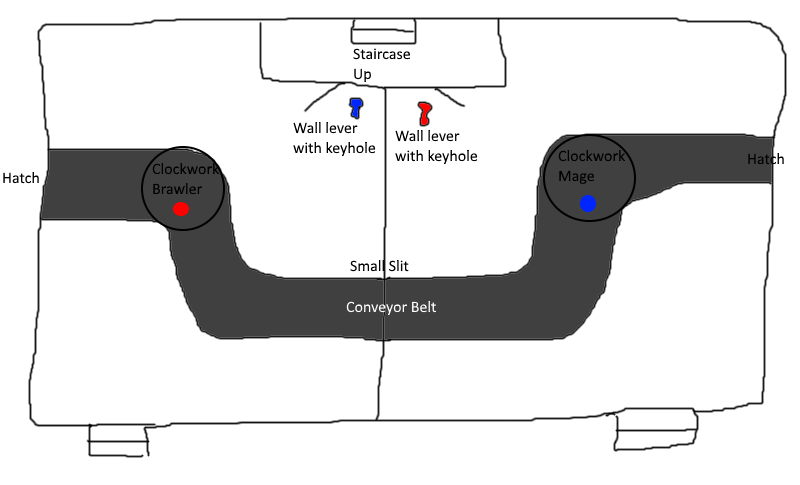 Staircase
Up
Wall lever
with keyhole
Wall lever
with keyhole
Hatch
Clockwork
Brawler
Clockwork
Mage
Hatch
Small Slit
Conveyor Belt